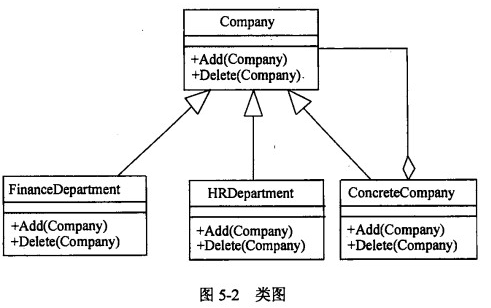 Company
+Add(Company)
+Delete(Company)
FinanceDepartment
+Add(Company)
+Delete(Company)
HRDepartment
+Add(Company)
+Delete(Company)
ConcreteCompany
+Add(Company)
+Delete(Company)
图 5-2 类图